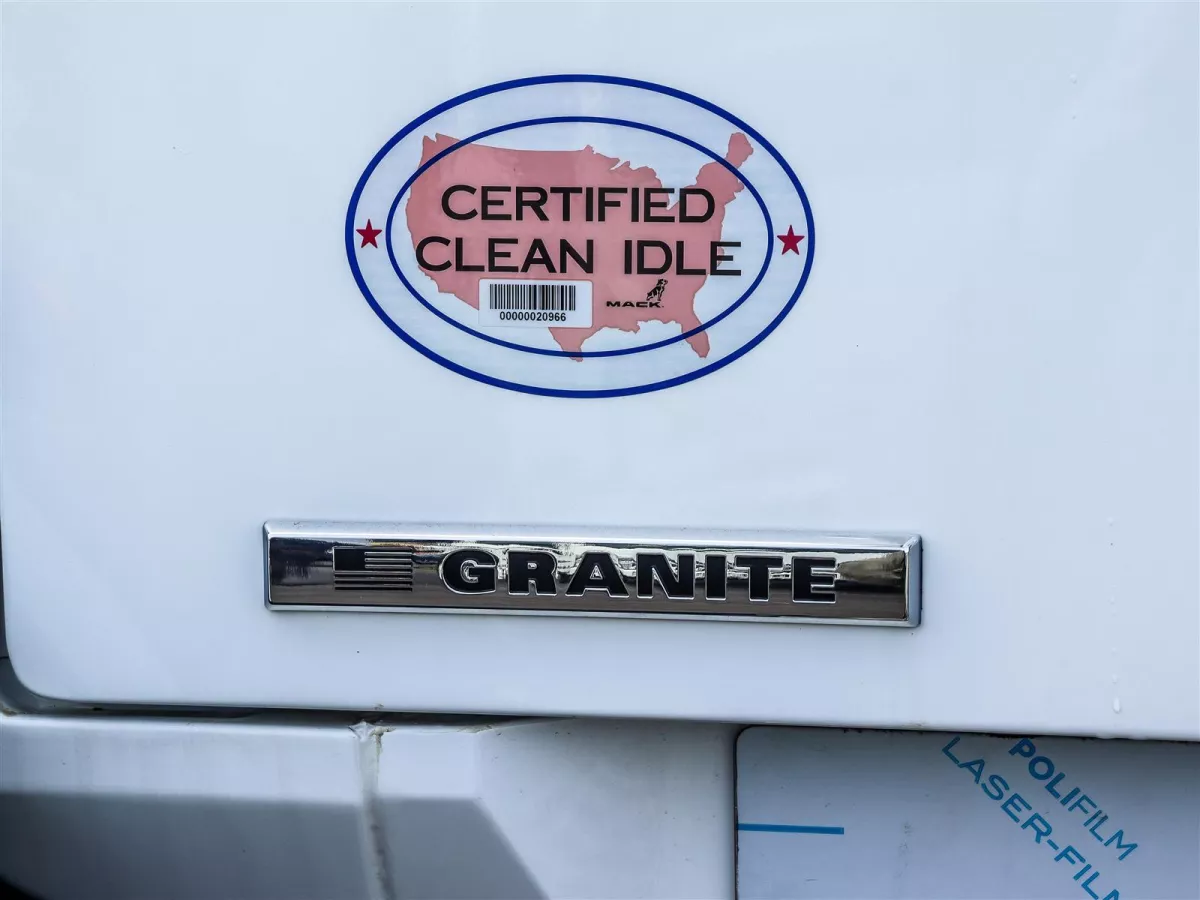 CERTIFIED
CLEAN IDLE
00000020966
MACK
GRANITE
POLIFILM
LASER-FILM